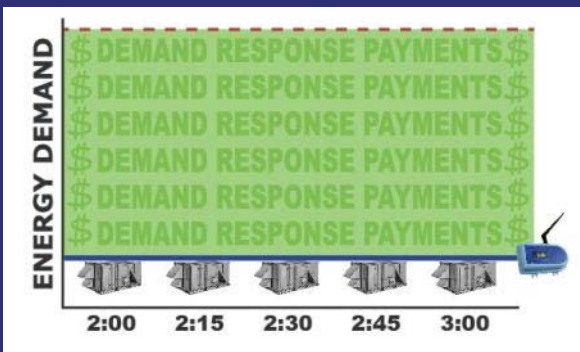 ENERGY DEMAND
$ DEMAND RESPONSE PAYMENTS $
$ DEMAND RESPONSE PAYMENTS $
$ DEMAND RESPONSE PAYMENTS $
$ DEMAND RESPONSE PAYMENTS $
$ DEMAND RESPONSE PAYMENTS $
$ DEMAND RESPONSE PAYMENTS $
2:00 2:15 2:30 2:45 3:00